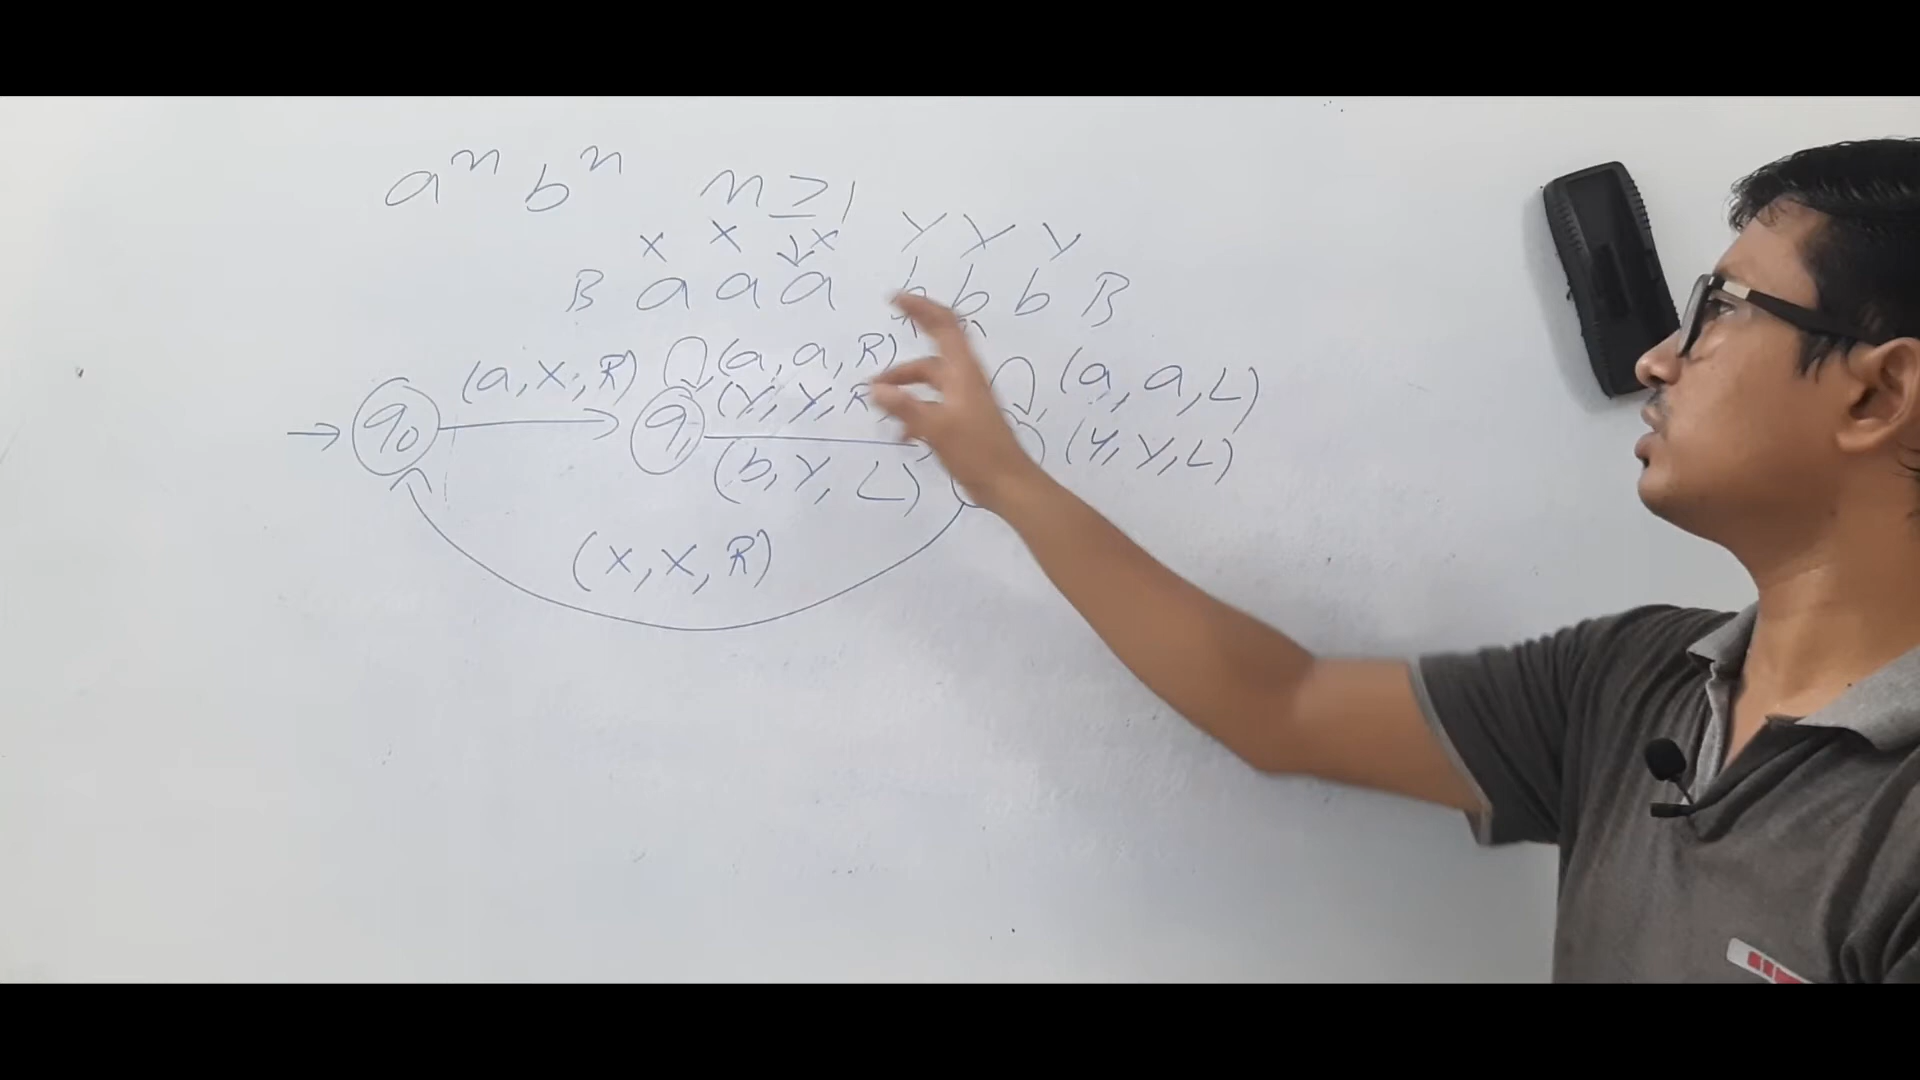 aⁿ bⁿ n ≥ 1
X X X Y Y Y
B a a a b b b B
(a, X, R) (a, a, R) (a, a, L)
q₀ q₁ (Y, Y, R) (Y, Y, L)
(b, Y, L)
(X, X, R)